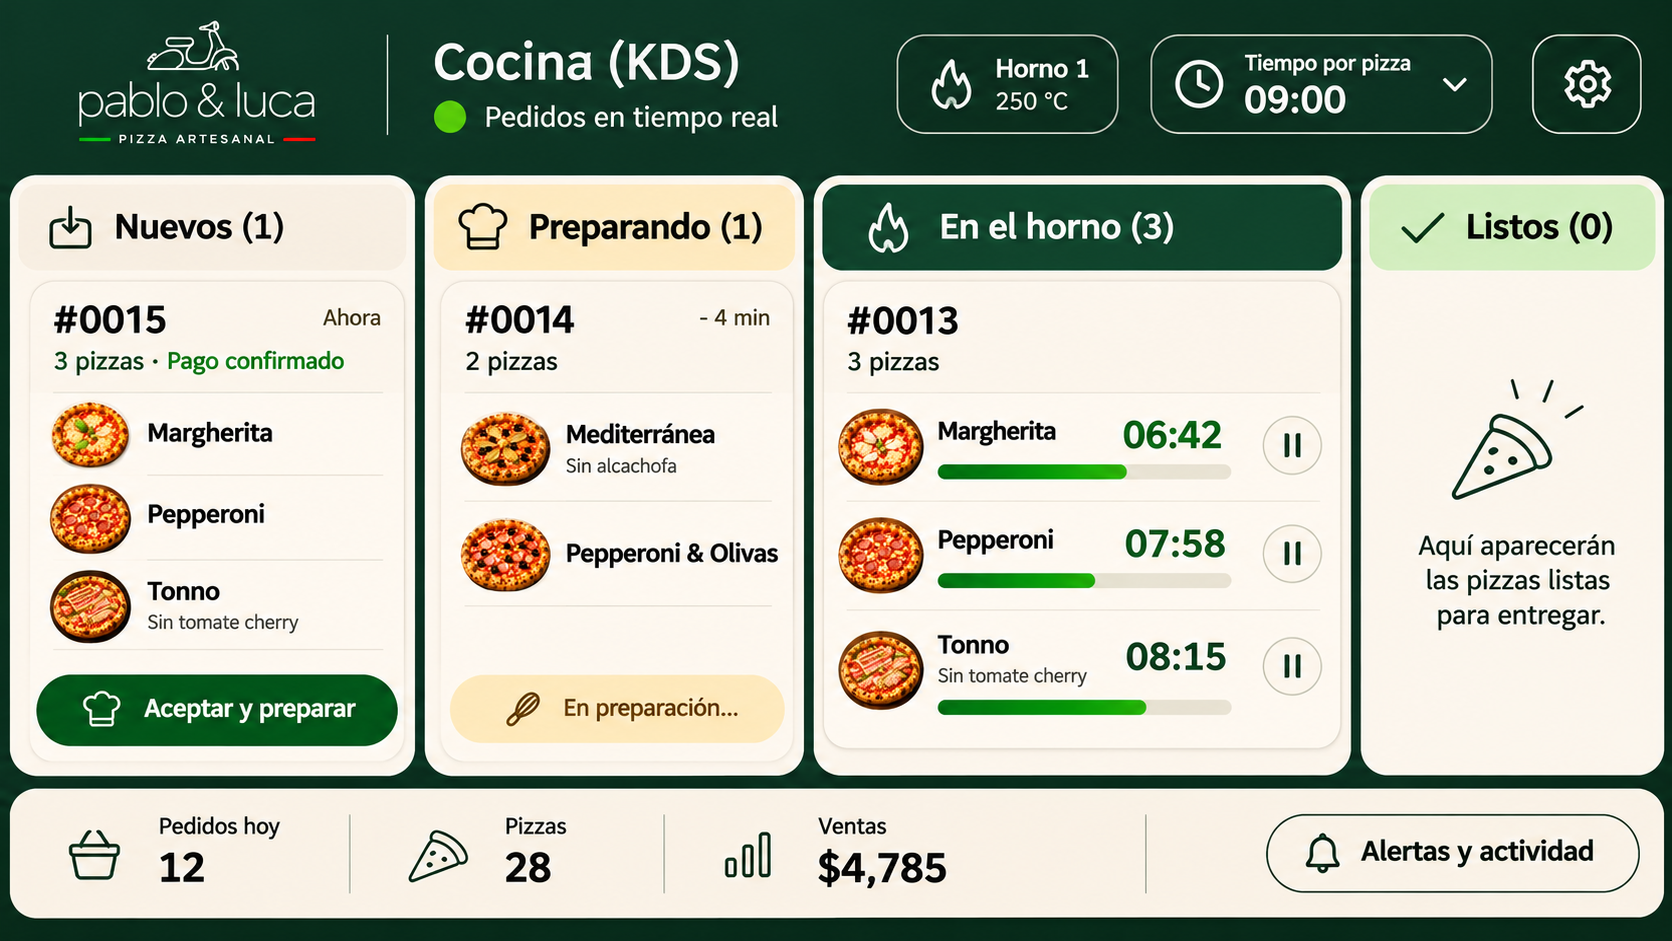 pablo & luca
PIZZA ARTESANAL
Cocina (KDS)
Pedidos en tiempo real
Horno 1
250 °C
Tiempo por pizza
09:00
Nuevos (1)
#0015
Ahora
3 pizzas · Pago confirmado
Margherita
Pepperoni
Tonno
Sin tomate cherry
Aceptar y preparar
Preparando (1)
#0014
- 4 min
2 pizzas
Mediterránea
Sin alcachofa
Pepperoni & Olivas
En preparación...
En el horno (3)
#0013
3 pizzas
Margherita
06:42
Pepperoni
07:58
Tonno
Sin tomate cherry
08:15
Listos (0)
Aquí aparecerán
las pizzas listas
para entregar.
Pedidos hoy
12
Pizzas
28
Ventas
$4,785
Alertas y actividad